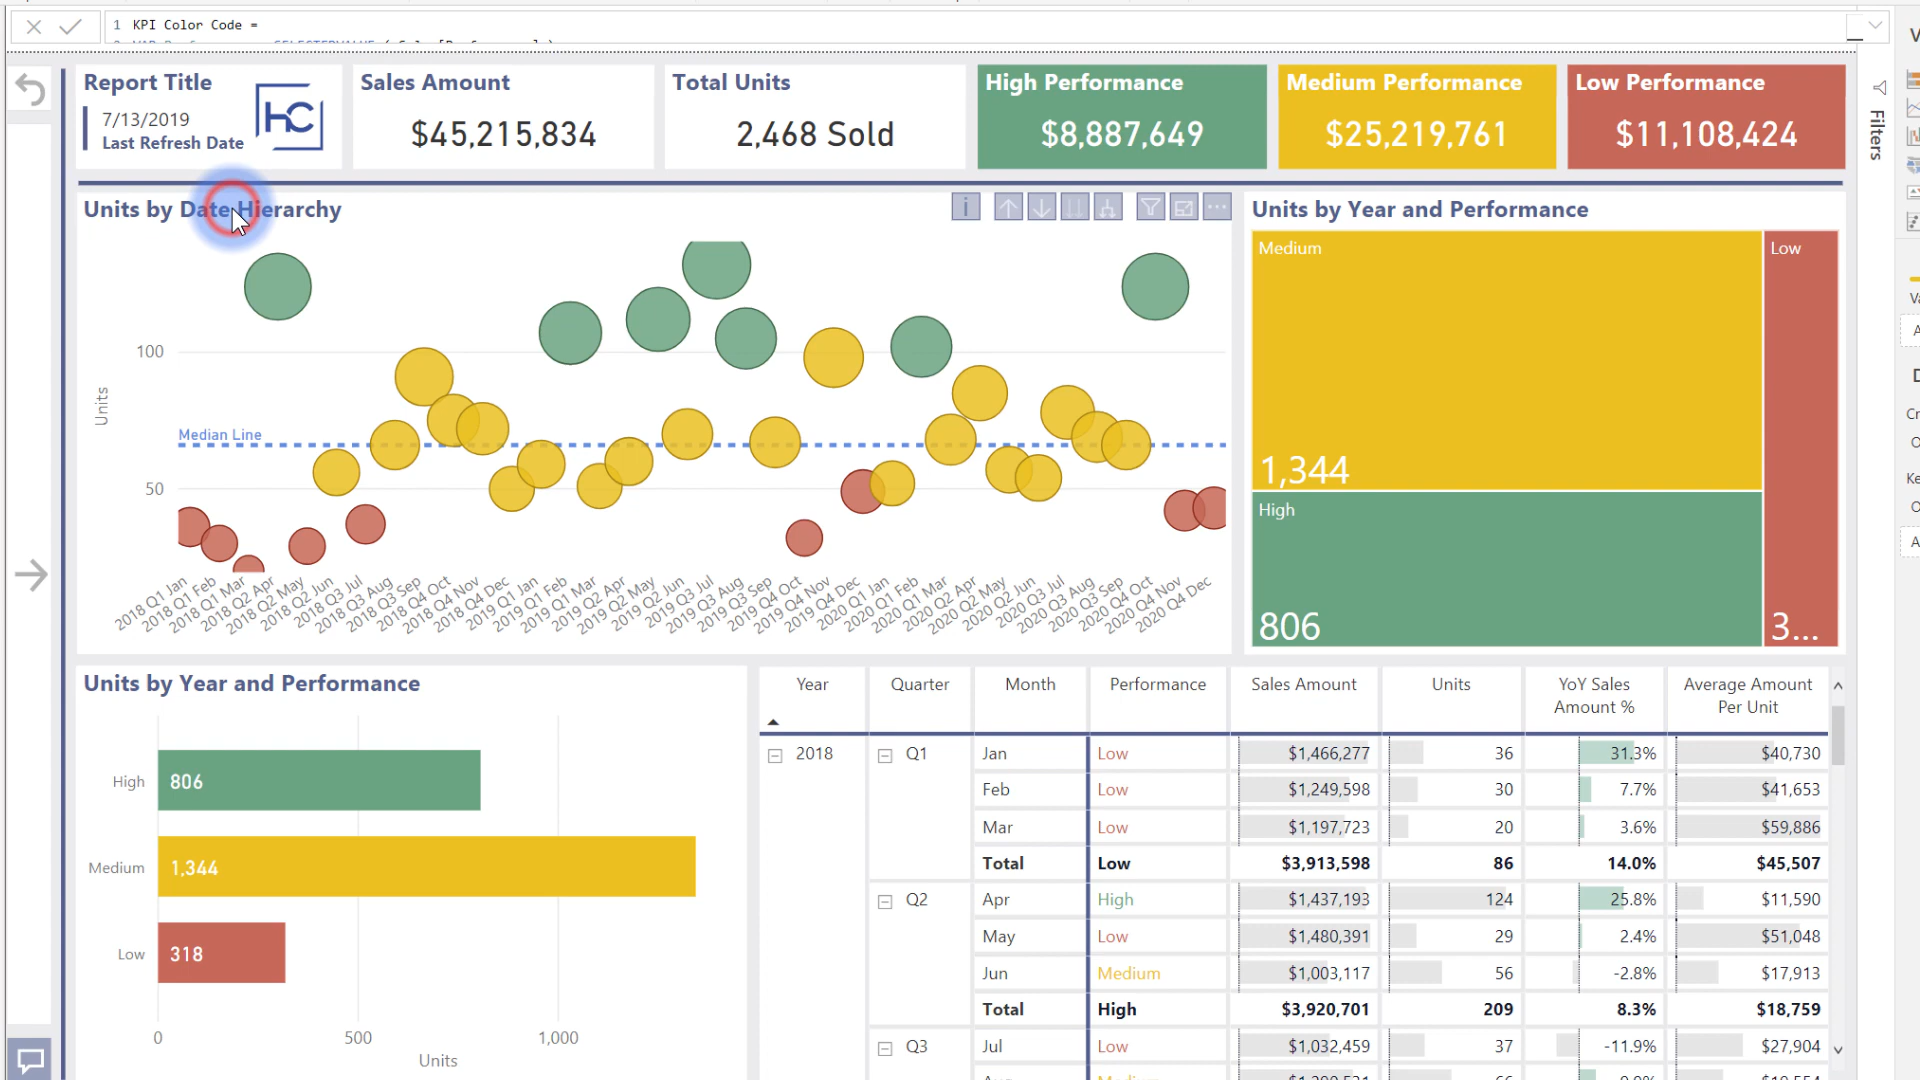 1 KPI Color Code =
Report Title
7/13/2019
Last Refresh Date
HC
Sales Amount
$45,215,834
Total Units
2,468 Sold
High Performance
$8,887,649
Medium Performance
$25,219,761
Low Performance
$11,108,424
Filters
Units by Date Hierarchy
100
50
Units
Median Line
2018 Q1 Jan
2018 Q1 Feb
2018 Q1 Mar
2018 Q2 Apr
2018 Q2 May
2018 Q2 Jun
2018 Q3 Jul
2018 Q3 Aug
2018 Q3 Sep
2018 Q4 Oct
2018 Q4 Nov
2018 Q4 Dec
2019 Q1 Jan
2019 Q1 Feb
2019 Q1 Mar
2019 Q2 Apr
2019 Q2 May
2019 Q2 Jun
2019 Q3 Jul
2019 Q3 Aug
2019 Q3 Sep
2019 Q4 Oct
2019 Q4 Nov
2019 Q4 Dec
2020 Q1 Jan
2020 Q1 Feb
2020 Q1 Mar
2020 Q2 Apr
2020 Q2 May
2020 Q2 Jun
2020 Q3 Jul
2020 Q3 Aug
2020 Q3 Sep
2020 Q4 Oct
2020 Q4 Nov
2020 Q4 Dec
Units by Year and Performance
Medium
1,344
High
806
Low
3...
Units by Year and Performance
High 806
Medium 1,344
Low 318
0 500 1,000
Units
Year Quarter Month Performance Sales Amount Units YoY Sales Amount % Average Amount Per Unit
2018 Q1 Jan Low $1,466,277 36 31.3% $40,730
Feb Low $1,249,598 30 7.7% $41,653
Mar Low $1,197,723 20 3.6% $59,886
Total Low $3,913,598 86 14.0% $45,507
Q2 Apr High $1,437,193 124 25.8% $11,590
May Low $1,480,391 29 2.4% $51,048
Jun Medium $1,003,117 56 -2.8% $17,913
Total High $3,920,701 209 8.3% $18,759
Q3 Jul Low $1,032,459 37 -11.9% $27,904